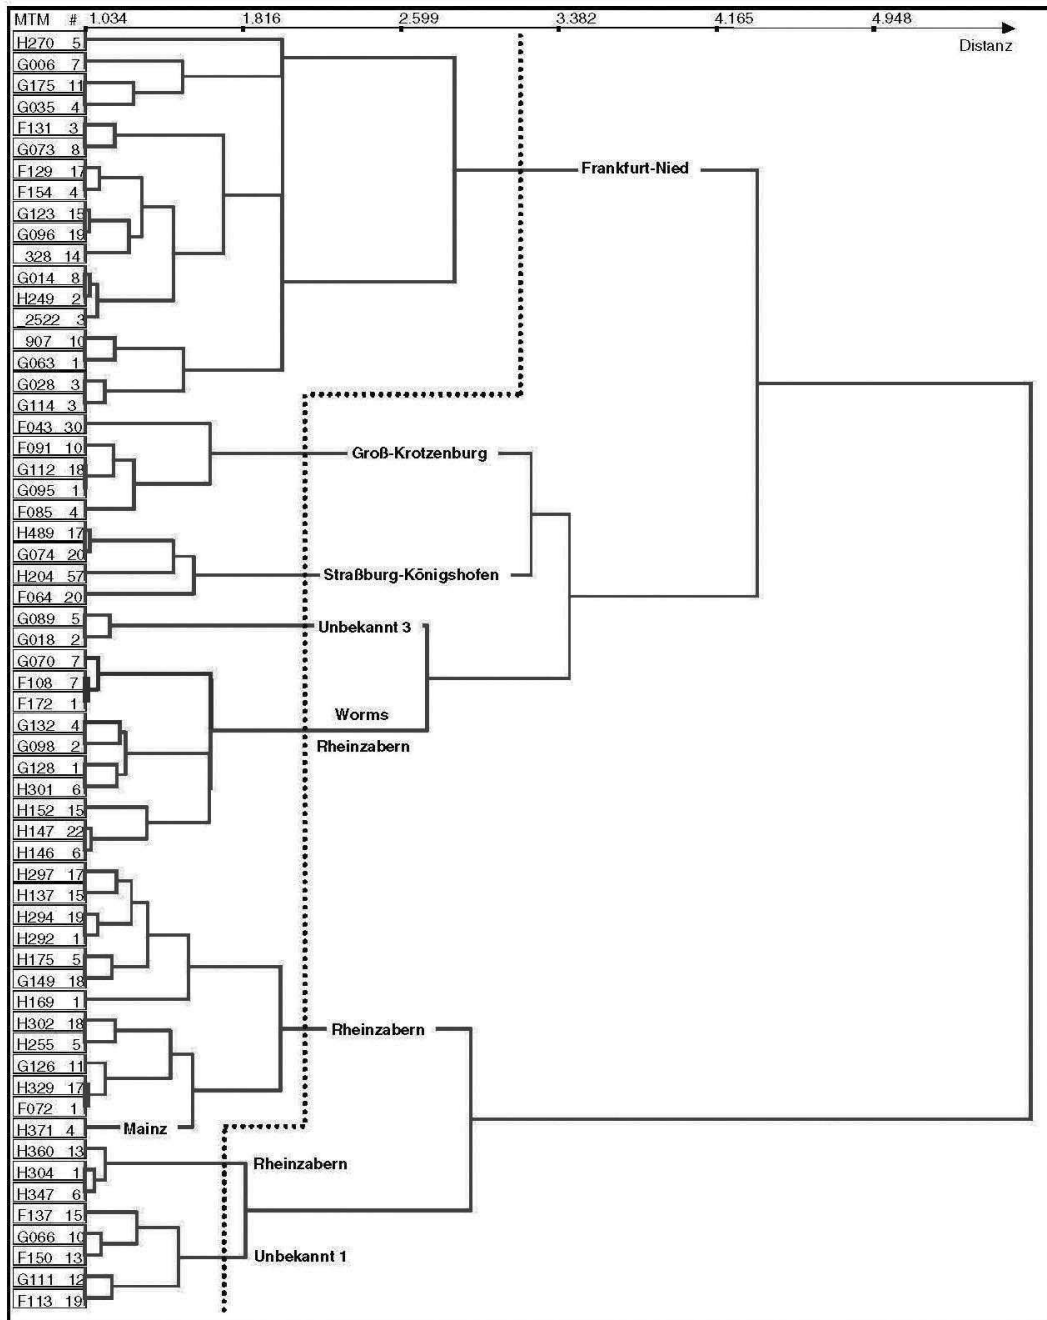 MTM # 1.034 1.816 2.599 3.382 4.165 4.948
Distanz
H270 5
G006 7
G175 11
G035 4
F131 3
G073 8
F129 17
Frankfurt-Nied
F154 4
G123 15
G096 19
328 14
G014 8
H249 2
_2522 3
907 10
G063 1
G028 3
G114 3
F043 30
F091 10
Groß-Krotzenburg
G112 18
G095 1
F085 4
H489 17
G074 20
H204 57
Straßburg-Königshofen
F064 20
G089 5
Unbekannt 3
G018 2
G070 7
F108 7
F172 1
Worms
G132 4
G098 2
Rheinzabern
G128 1
H301 6
H152 15
H147 22
H146 6
H297 17
H137 15
H294 19
H292 1
H175 5
G149 18
H169 1
H302 18
Rheinzabern
H255 5
G126 11
H329 17
F072 1
H371 4 Mainz
H360 13
Rheinzabern
H304 1
H347 6
F137 15
G066 10
F150 13
Unbekannt 1
G111 12
F113 19